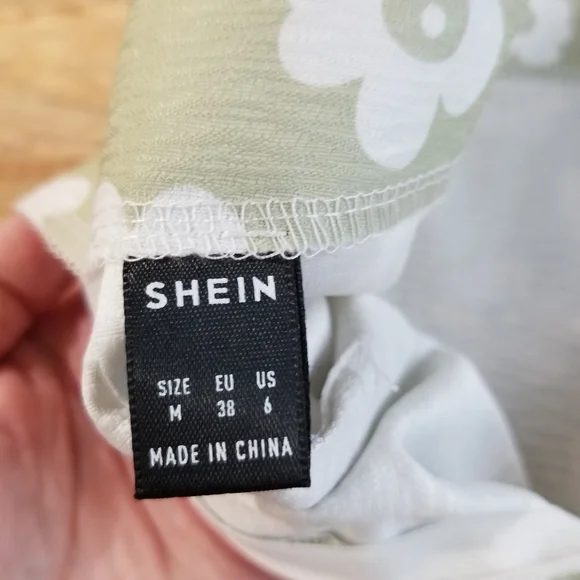 SHEIN
SIZE EU US
M 38 6
MADE IN CHINA